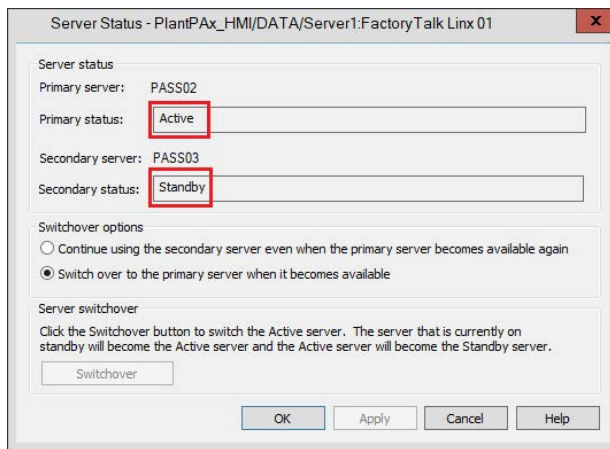 Server Status - PlantPAx_HMI/DATA/Server1:FactoryTalk Linx 01
x
Server status
Primary server: PASS02
Primary status: Active
Secondary server: PASS03
Secondary status: Standby
Switchover options
Continue using the secondary server even when the primary server becomes available again
Switch over to the primary server when it becomes available
Server switchover
Click the Switchover button to switch the Active server. The server that is currently on
standby will become the Active server and the Active server will become the Standby server.
Switchover
OK Apply Cancel Help